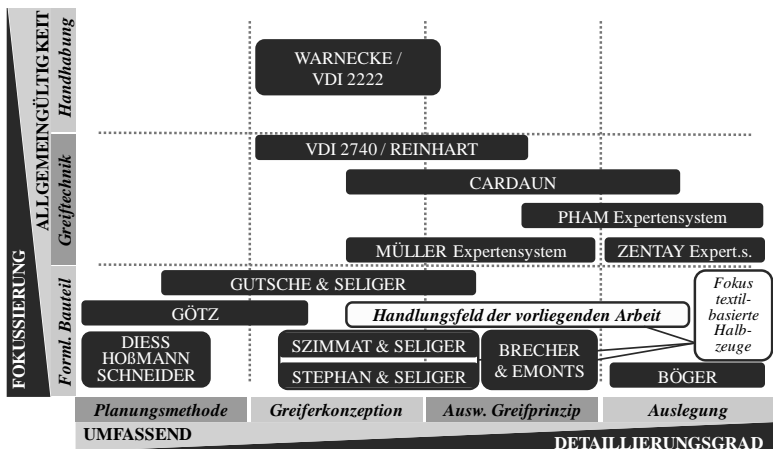 ALLGEMEINGÜLTIGKEIT
FOKUSSIERUNG
Handhabung
WARNECKE /
VDI 2222
Greiftechnik
VDI 2740 / REINHART
CARDAUN
PHAM Expertensystem
MÜLLER Expertensystem
ZENTAY Expert.s.
Forml. Bauteil
GUTSCHE & SELIGER
GÖTZ
Handlungsfeld der vorliegenden Arbeit
Fokus
textil-
basierte
Halb-
zeuge
DIESS
HOßMANN
SCHNEIDER
SZIMMAT & SELIGER
STEPHAN & SELIGER
BRECHER
& EMONTS
BÖGER
Planungsmethode
Greiferkonzeption
Ausw. Greifprinzip
Auslegung
UMFASSEND
DETAILLIERUNGSGRAD